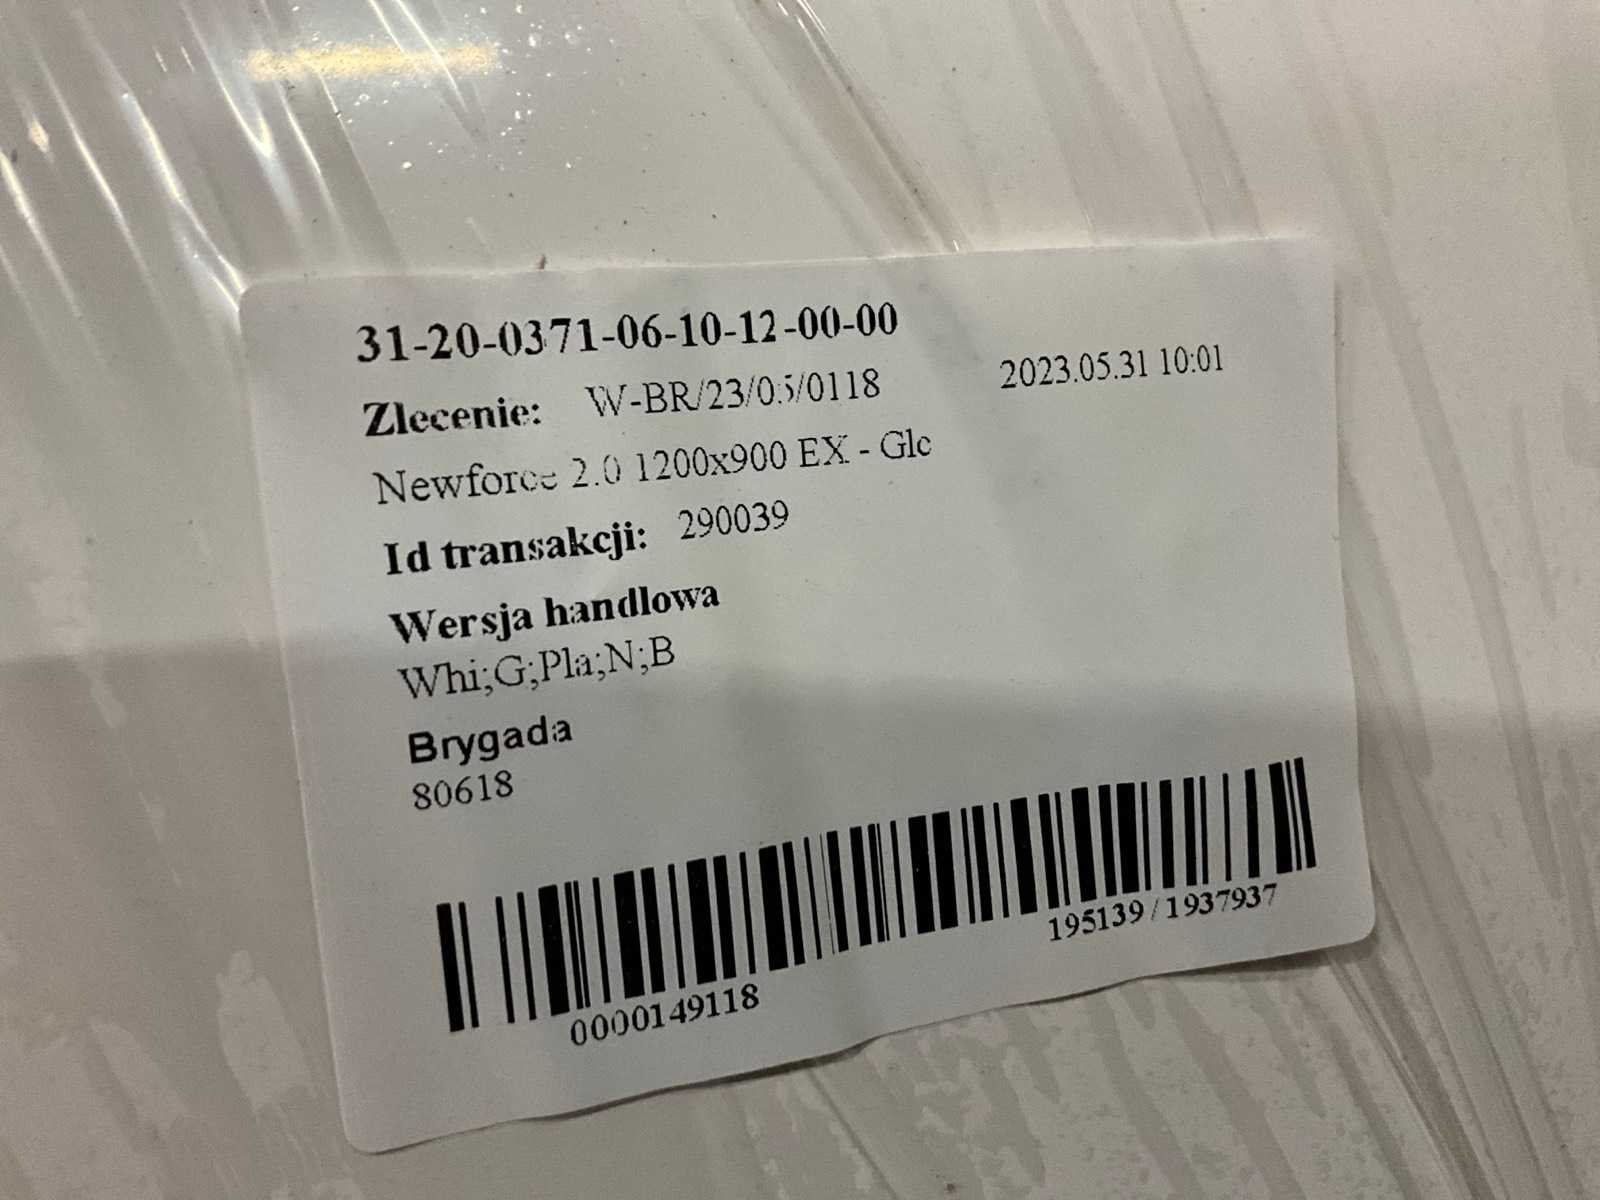 31-20-0371-06-10-12-00-00
Zlecenie: W-BR/23/05/0118 2023.05.31 10:01
Newforce 2.0 1200x900 EX - Glc
Id transakcji: 290039
Wersja handlowa
Whi;G;Pla;N;B
Brygada
80618
195139 / 1937937
0000149118